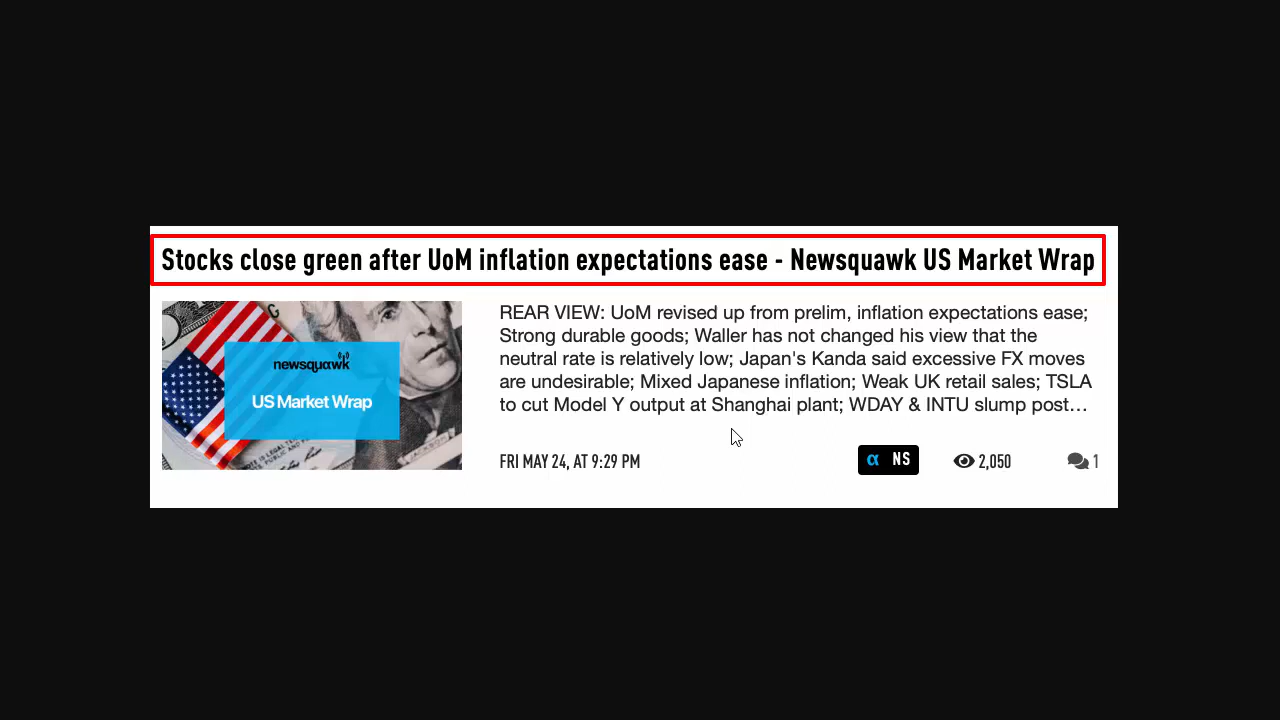 Stocks close green after UoM inflation expectations ease - Newsquawk US Market Wrap
REAR VIEW: UoM revised up from prelim, inflation expectations ease;
Strong durable goods; Waller has not changed his view that the
neutral rate is relatively low; Japan's Kanda said excessive FX moves
are undesirable; Mixed Japanese inflation; Weak UK retail sales; TSLA
to cut Model Y output at Shanghai plant; WDAY & INTU slump post...
newsquawk
US Market Wrap
JACKSON
FRI MAY 24, AT 9:29 PM
α NS
2,050
1